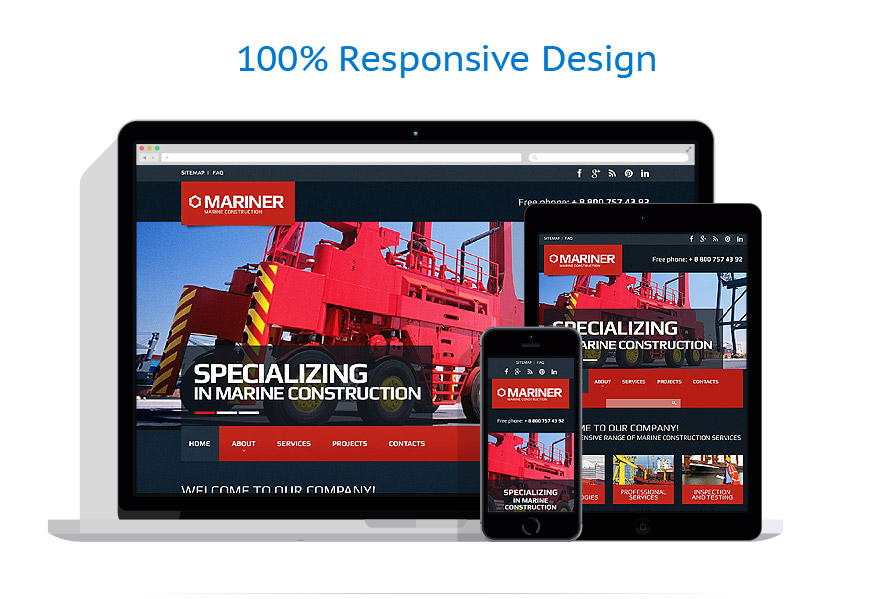 100% Responsive Design
SITEMAP | FAQ
MARINER
MARINE CONSTRUCTION
Free phone: + 8 800 757 43 92
SPECIALIZING
IN MARINE CONSTRUCTION
HOME ABOUT SERVICES PROJECTS CONTACTS
WELCOME TO OUR COMPANY!
SITEMAP | FAQ
MARINER
MARINE CONSTRUCTION
Free phone: + 8 800 757 43 92
SPECIALIZING
MARINE CONSTRUCTION
ABOUT SERVICES PROJECTS CONTACTS
ME TO OUR COMPANY!
ENSIVE RANGE OF MARINE CONSTRUCTION SERVICES
OGIES
PROFESSIONAL
SERVICES
INSPECTION
AND TESTING
SITEMAP | FAQ
MARINER
MARINE CONSTRUCTION
Free phone: + 8 800 757 43 92
SPECIALIZING
IN MARINE
CONSTRUCTION